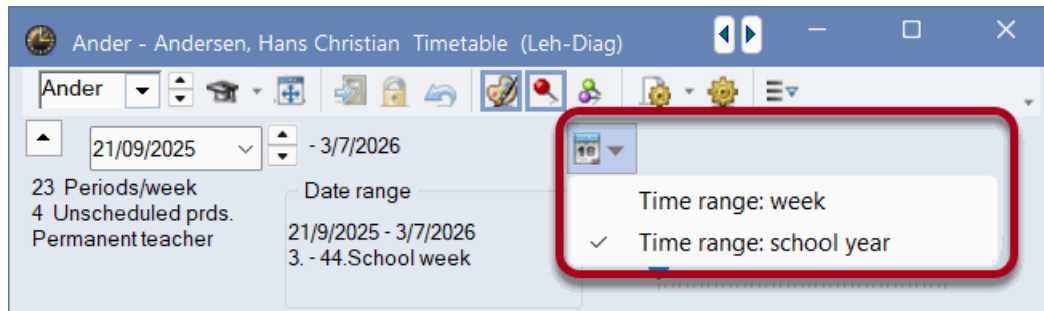 Ander - Andersen, Hans Christian Timetable (Leh-Diag)
Ander
21/09/2025 - 3/7/2026
18
23 Periods/week
4 Unscheduled prds.
Permanent teacher
Date range
21/9/2025 - 3/7/2026
3. - 44.School week
Time range: week
Time range: school year